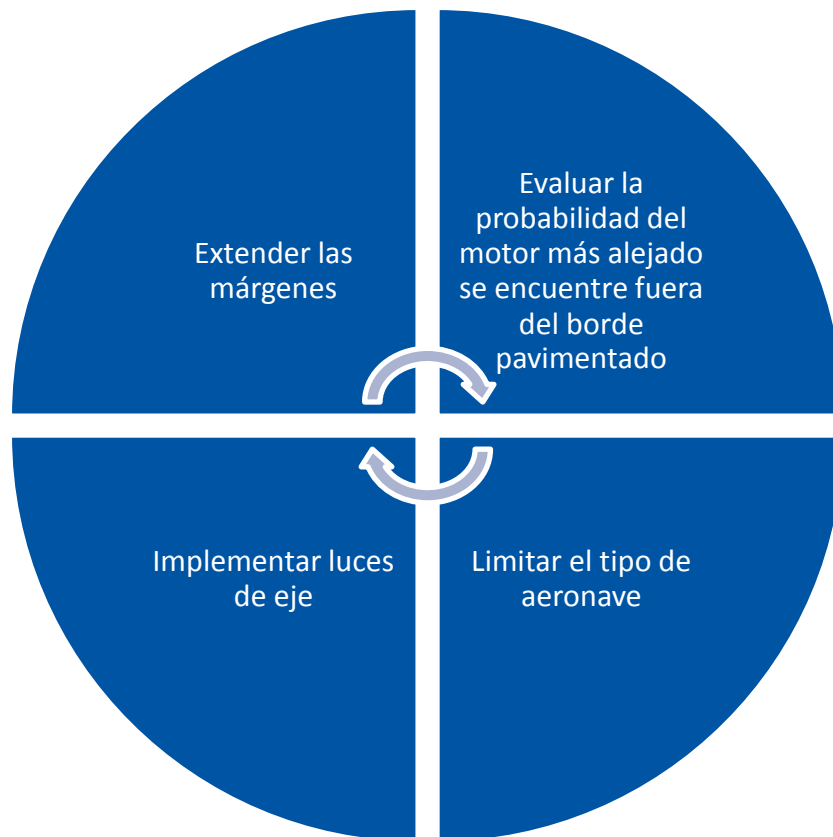 Extender las
márgenes
Evaluar la
probabilidad del
motor más alejado
se encuentre fuera
del borde
pavimentado
Implementar luces
de eje
Limitar el tipo de
aeronave